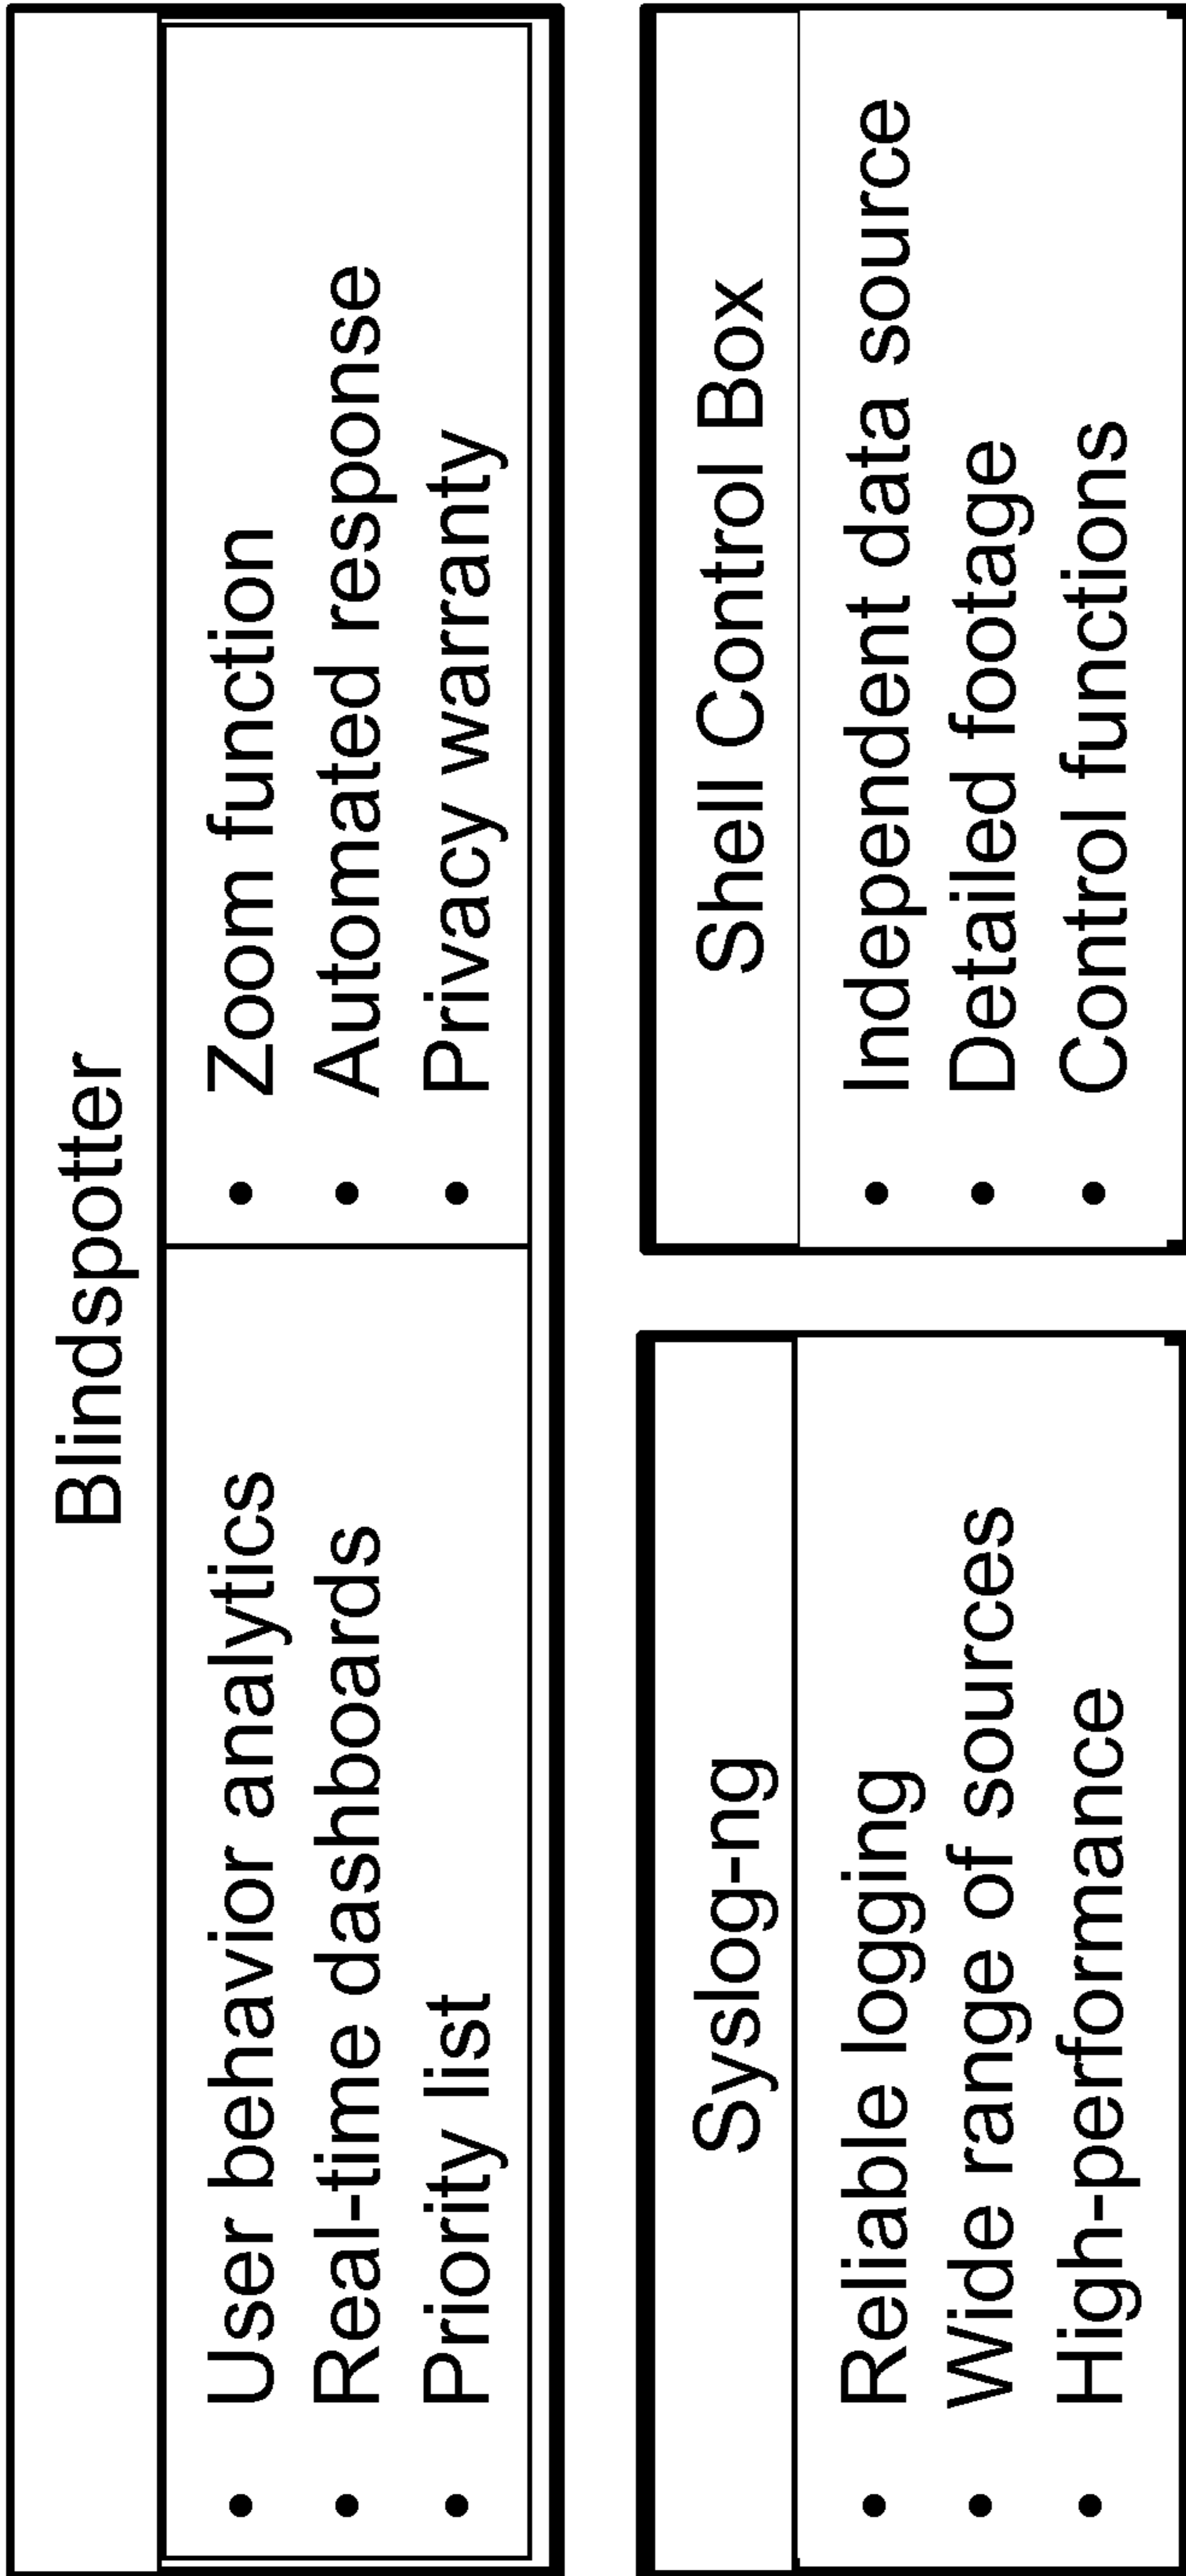 Blindspotter
• User behavior analytics
• Real-time dashboards
• Priority list
• Zoom function
• Automated response
• Privacy warranty
Syslog-ng
• Reliable logging
• Wide range of sources
• High-performance
Shell Control Box
• Independent data source
• Detailed footage
• Control functions